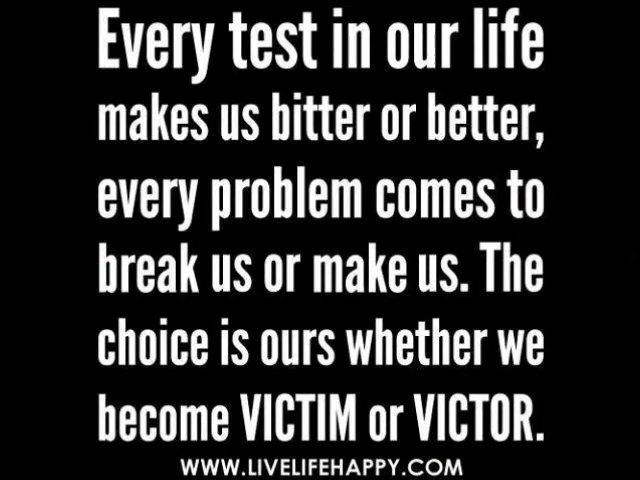 Every test in our life
makes us bitter or better,
every problem comes to
break us or make us. The
choice is ours whether we
become VICTIM or VICTOR.
WWW.LIVELIFEHAPPY.COM